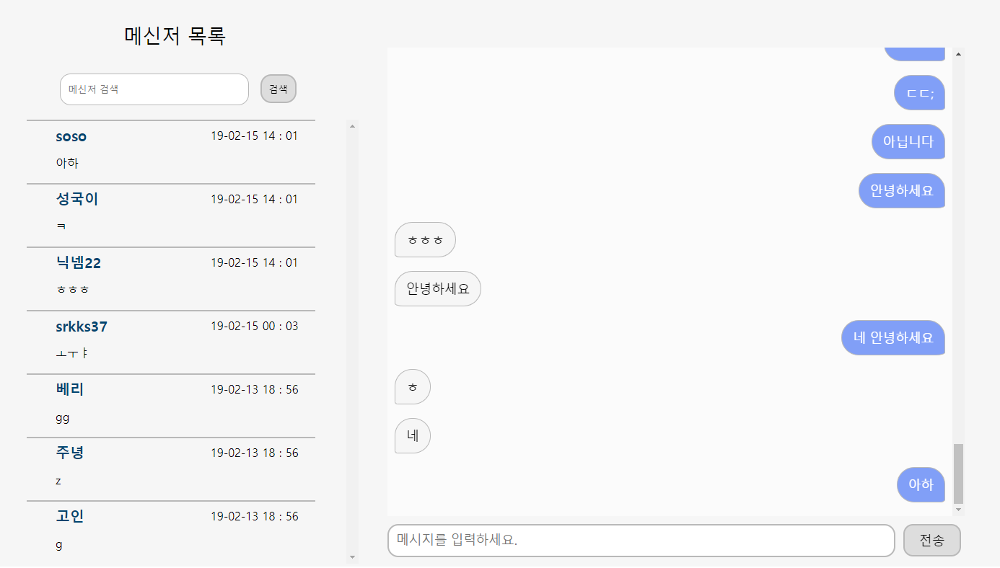 메신저 목록
메신저 검색
검색
soso 19-02-15 14 : 01
아하
성국이 19-02-15 14 : 01
ㅋ
닉넴22 19-02-15 14 : 01
ㅎㅎㅎ
srkks37 19-02-15 00 : 03
ㅗㅜㅑ
베리 19-02-13 18 : 56
gg
주녕 19-02-13 18 : 56
z
고인 19-02-13 18 : 56
g
ㄷㄷ;
아닙니다
안녕하세요
ㅎㅎㅎ
안녕하세요
네 안녕하세요
ㅎ
네
아하
메시지를 입력하세요.
전송